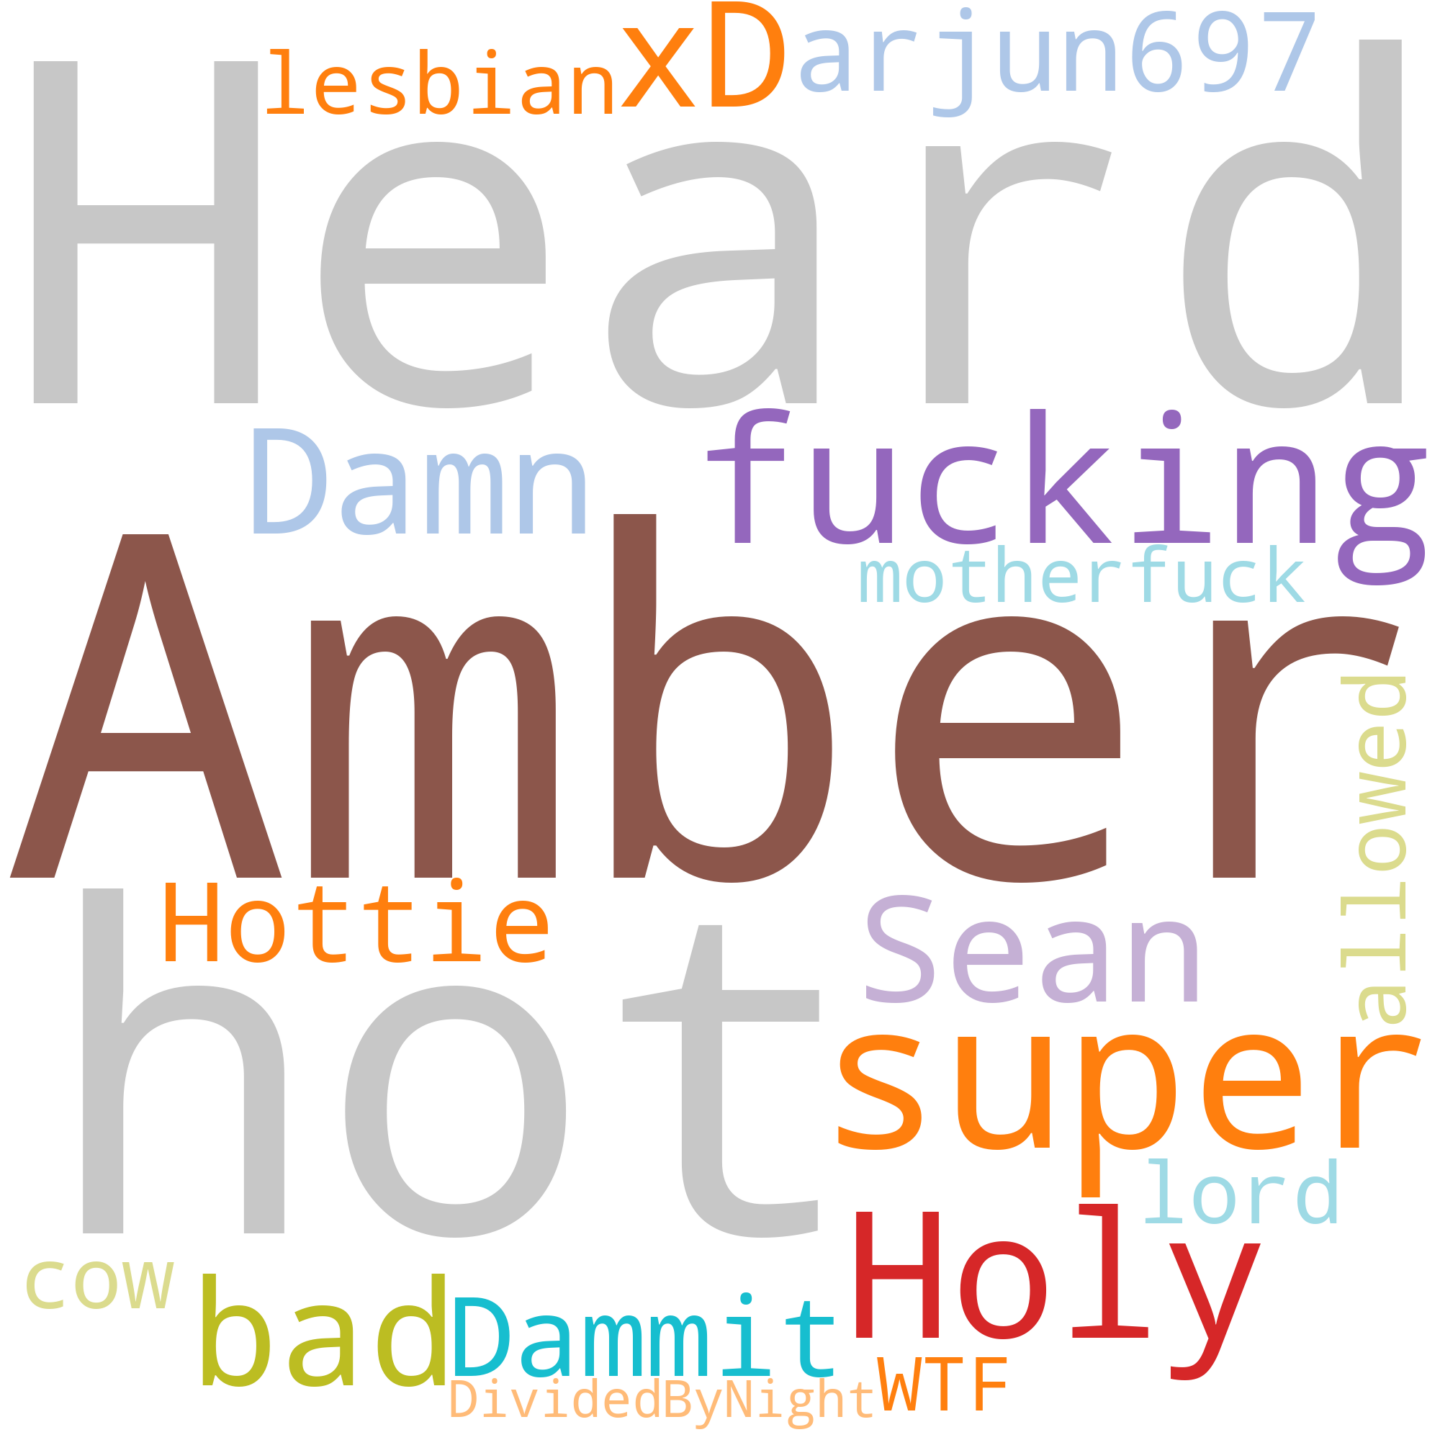 lesbian xD arjun697
Heard
Damn fucking
motherfuck
Amber
allowed
Hottie Sean
hot
super
lord
Holy
cow bad Dammit
WTF
DividedByNight